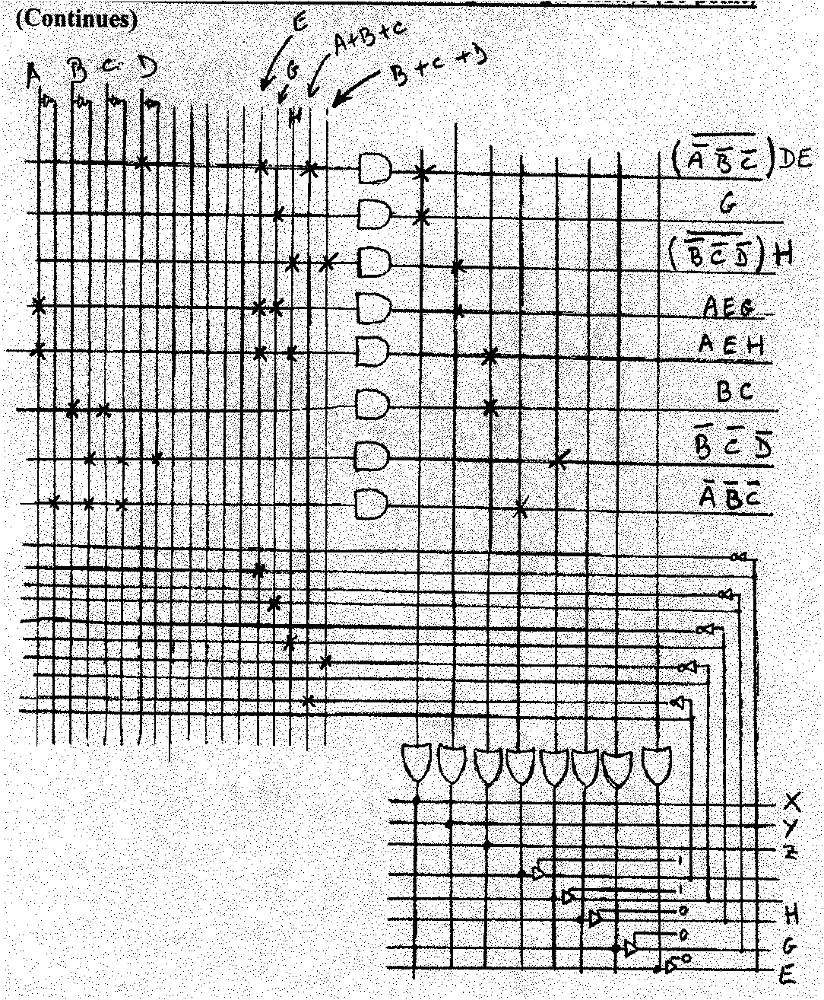 (Continues)
E
A+B+C
G
B+C+D
A B C D
H
(A̅ B̅ C̅)̅ DE
G
(B̅ C̅ D̅)̅ H
AEG
AEH
BC
B̅ C̅ D̅
A̅ B̅ C̅
X
Y
Z
1
1
0
H
0
G
0
E